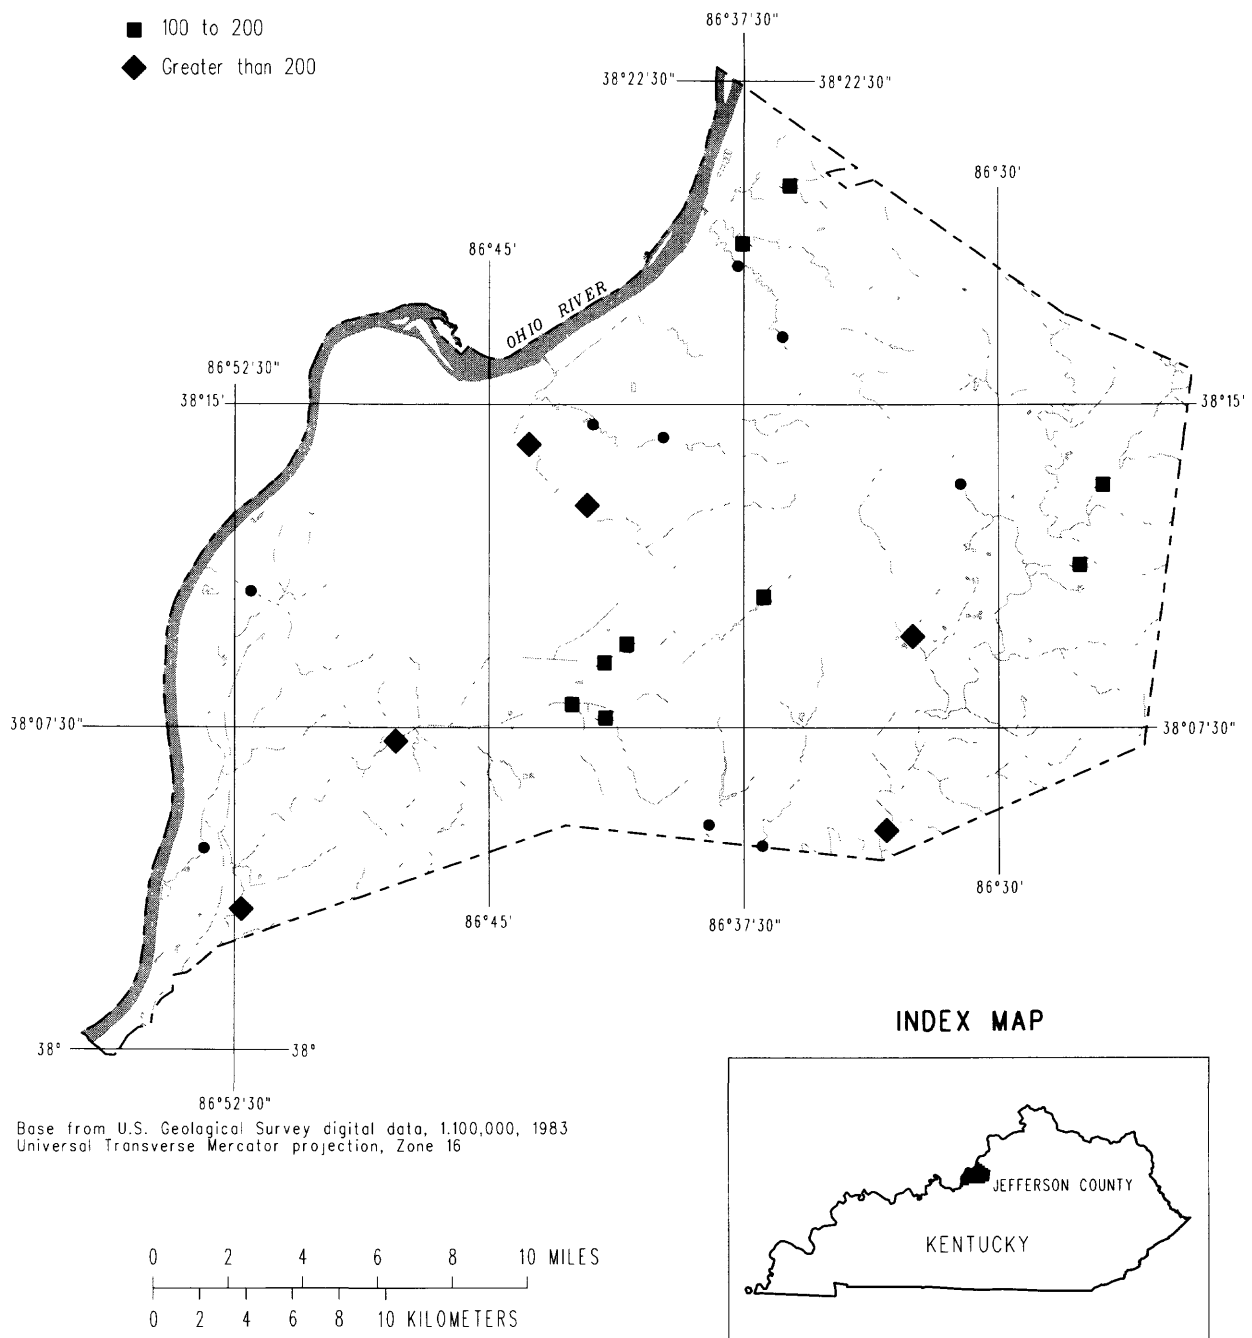 100 to 200
Greater than 200
86°37'30"
38°22'30"
38°22'30"
86°30'
86°45'
OHIO RIVER
86°52'30"
38°15'
38°15'
38°07'30"
38°07'30"
86°30'
86°45'
86°37'30"
38°
38°
86°52'30"
INDEX MAP
JEFFERSON COUNTY
KENTUCKY
Base from U.S. Geological Survey digital data, 1:100,000, 1983
Universal Transverse Mercator projection, Zone 16
0 2 4 6 8 10 MILES
0 2 4 6 8 10 KILOMETERS